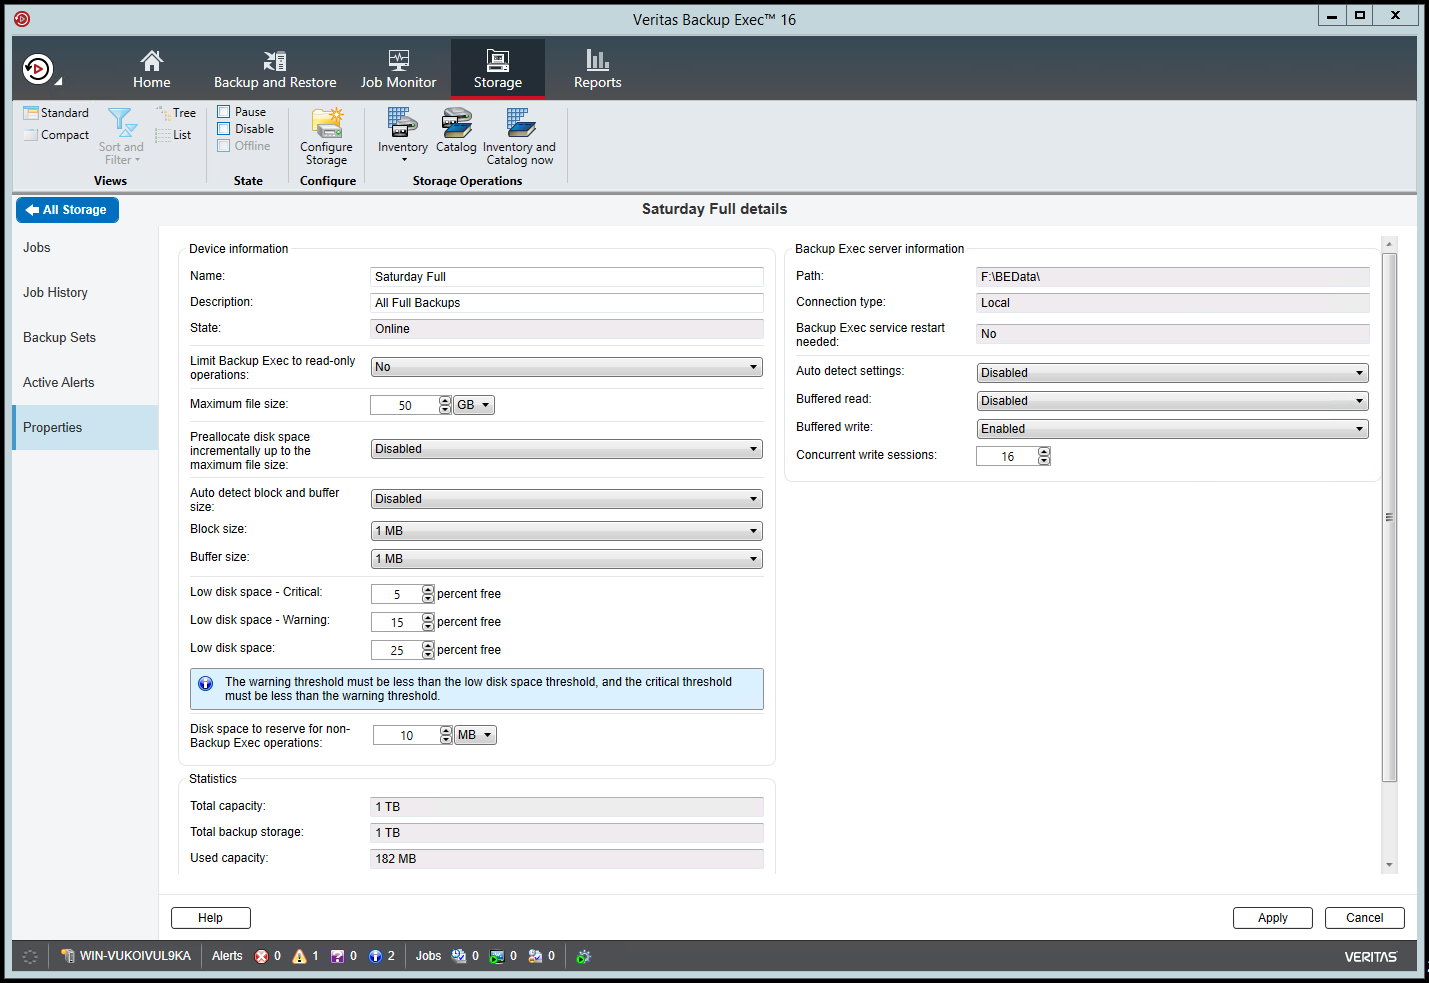 Veritas Backup Exec™ 16
Home
Backup and Restore
Job Monitor
Storage
Reports
Standard
Compact
Sort and
Filter
Tree
List
Views
Pause
Disable
Offline
State
Configure
Storage
Configure
Inventory
Catalog
Inventory and
Catalog now
Storage Operations
All Storage
Saturday Full details
Jobs
Job History
Backup Sets
Active Alerts
Properties
Device information
Name: Saturday Full
Description: All Full Backups
State: Online
Limit Backup Exec to read-only
operations: No
Maximum file size: 50 GB
Preallocate disk space
incrementally up to the
maximum file size: Disabled
Auto detect block and buffer
size: Disabled
Block size: 1 MB
Buffer size: 1 MB
Low disk space - Critical: 5 percent free
Low disk space - Warning: 15 percent free
Low disk space: 25 percent free
The warning threshold must be less than the low disk space threshold, and the critical threshold
must be less than the warning threshold.
Disk space to reserve for non-
Backup Exec operations: 10 MB
Statistics
Total capacity: 1 TB
Total backup storage: 1 TB
Used capacity: 182 MB
Backup Exec server information
Path: F:\BEData\
Connection type: Local
Backup Exec service restart
needed: No
Auto detect settings: Disabled
Buffered read: Disabled
Buffered write: Enabled
Concurrent write sessions: 16
Help
Apply
Cancel
WIN-VUKOIVUL9KA
Alerts 0 1 0 2
Jobs 0 0 0
VERITAS